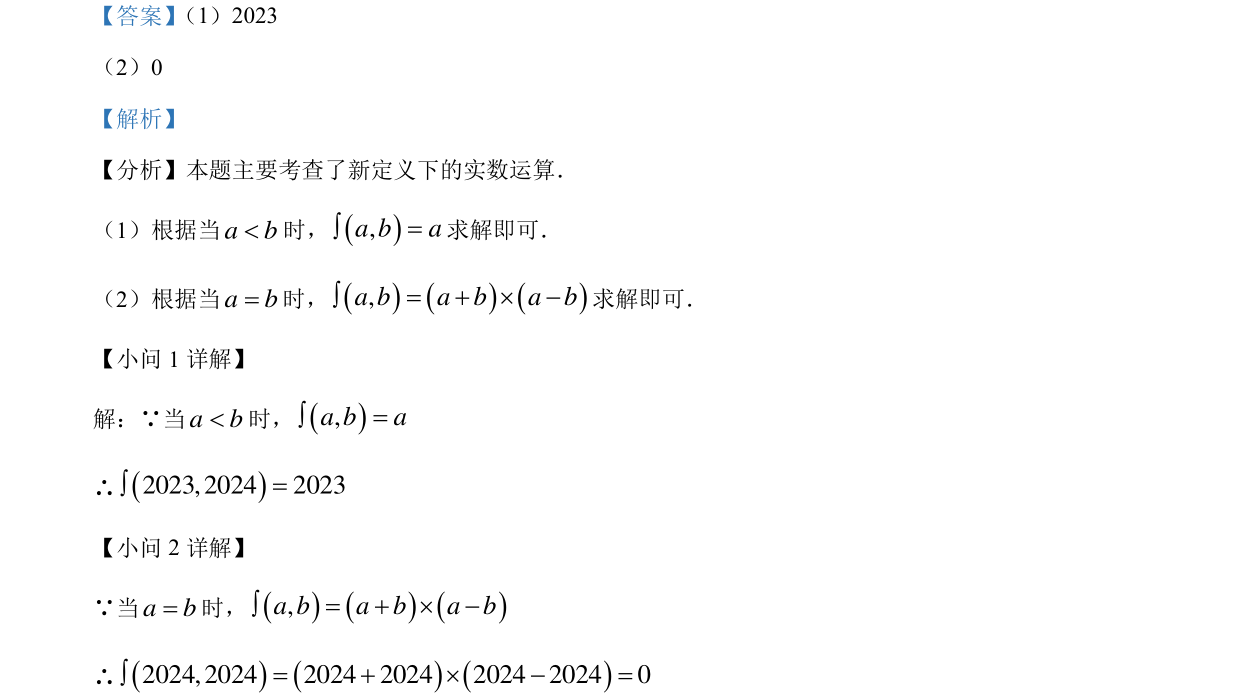 【答案】（1）2023
（2）0
【解析】
【分析】本题主要考查了新定义下的实数运算．
（1）根据当a<b时，∫(a,b)=a求解即可．
（2）根据当a=b时，∫(a,b)=(a+b)×(a−b)求解即可．
【小问 1 详解】
解：∵当a<b时，∫(a,b)=a
∴∫(2023,2024)=2023
【小问 2 详解】
∵当a=b时，∫(a,b)=(a+b)×(a−b)
∴∫(2024,2024)=(2024+2024)×(2024−2024)=0